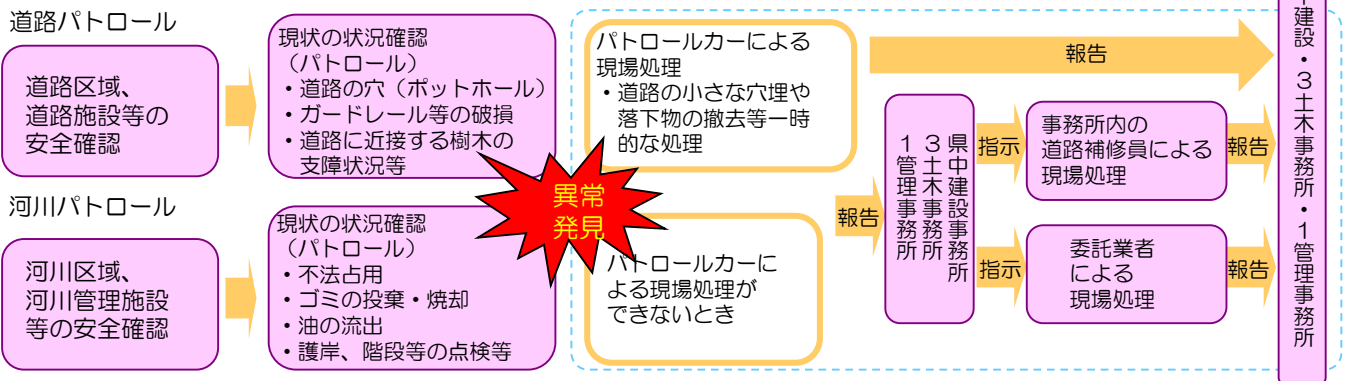 道路パトロール
道路区域、
道路施設等の
安全確認
現状の状況確認
（パトロール）
・道路の穴（ポットホール）
・ガードレール等の破損
・道路に近接する樹木の
支障状況等
河川パトロール
河川区域、
河川管理施設
等の安全確認
現状の状況確認
（パトロール）
・不法占用
・ゴミの投棄・焼却
・油の流出
・護岸、階段等の点検等
異常
発見
パトロールカーによる
現場処理
・道路の小さな穴埋や
落下物の撤去等一時
的な処理
パトロールカーに
よる現場処理が
できないとき
報告
報告
県中建設事務所
３土木事務所
１管理事務所
指示
事務所内の
道路補修員による
現場処理
報告
指示
委託業者
による
現場処理
報告
建設・３土木事務所・１管理事務所